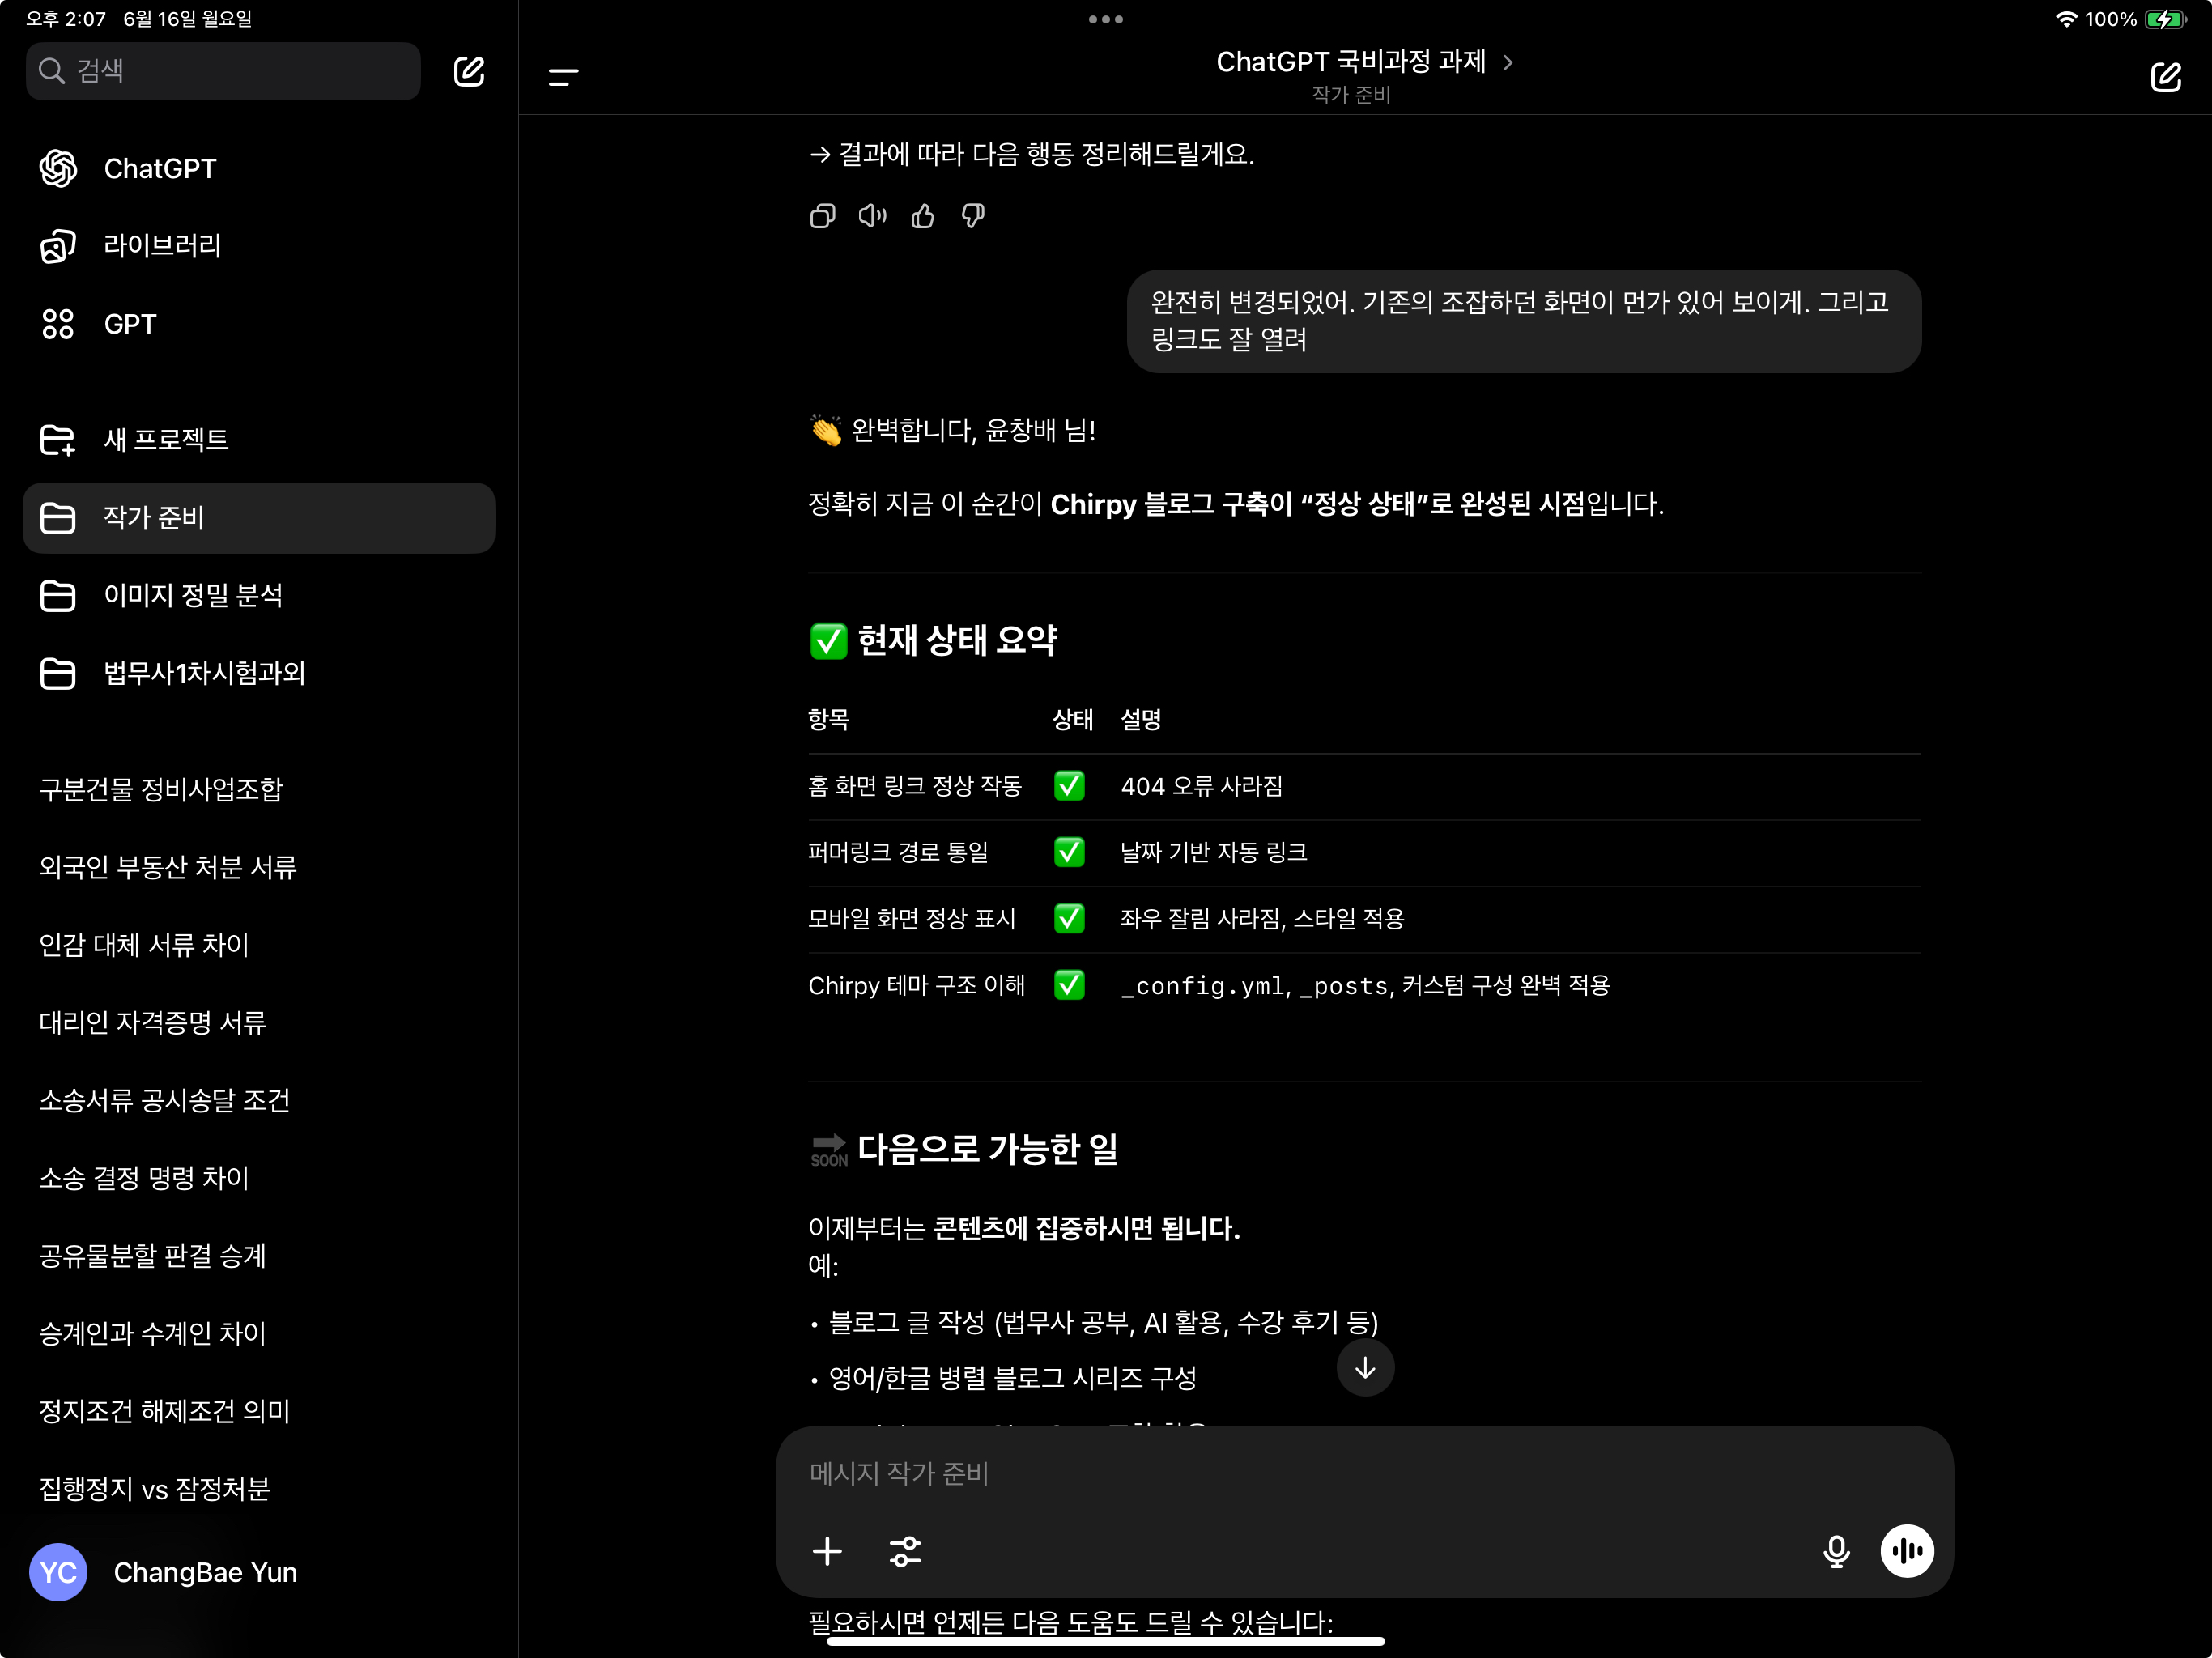 오후 2:07 6월 16일 월요일
100%
검색
ChatGPT
라이브러리
GPT
새 프로젝트
작가 준비
이미지 정밀 분석
법무사1차시험과외
구분건물 정비사업조합
외국인 부동산 처분 서류
인감 대체 서류 차이
대리인 자격증명 서류
소송서류 공시송달 조건
소송 결정 명령 차이
공유물분할 판결 승계
승계인과 수계인 차이
정지조건 해제조건 의미
집행정지 vs 잠정처분
YC
ChangBae Yun
ChatGPT 국비과정 과제
작가 준비
→ 결과에 따라 다음 행동 정리해드릴게요.
완전히 변경되었어. 기존의 조잡하던 화면이 먼가 있어 보이게. 그리고
링크도 잘 열려
👏 완벽합니다, 윤창배 님!
정확히 지금 이 순간이 Chirpy 블로그 구축이 “정상 상태”로 완성된 시점입니다.
✅ 현재 상태 요약
항목 상태 설명
홈 화면 링크 정상 작동 ✅ 404 오류 사라짐
퍼머링크 경로 통일 ✅ 날짜 기반 자동 링크
모바일 화면 정상 표시 ✅ 좌우 잘림 사라짐, 스타일 적용
Chirpy 테마 구조 이해 ✅ _config.yml, _posts, 커스텀 구성 완벽 적용
🔜 다음으로 가능한 일
이제부터는 콘텐츠에 집중하시면 됩니다.
예:
• 블로그 글 작성 (법무사 공부, AI 활용, 수강 후기 등)
• 영어/한글 병렬 블로그 시리즈 구성
메시지 작가 준비
필요하시면 언제든 다음 도움도 드릴 수 있습니다: